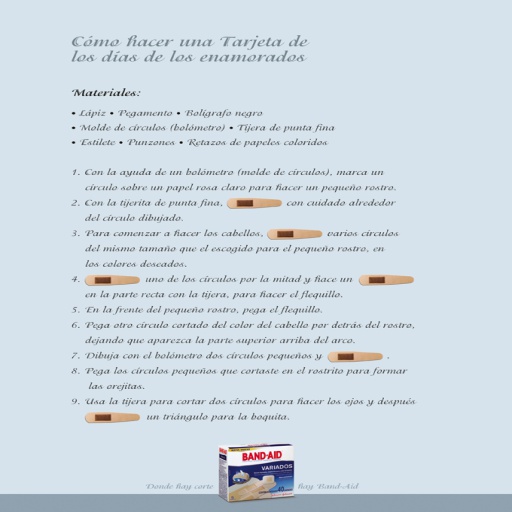 Cómo hacer una Tarjeta de
los días de los enamorados
Materiales:
• Lápiz • Pegamento • Bolígrafo negro
• Molde de círculos (bolómetro) • Tijera de punta fina
• Estilete • Punzones • Retazos de papeles coloridos
1. Con la ayuda de un bolómetro (molde de círculos), marca un
círculo sobre un papel rosa claro para hacer un pequeño rostro.
2. Con la tijerita de punta fina, con cuidado alrededor
del círculo dibujado.
3. Para comenzar a hacer los cabellos, varios círculos
del mismo tamaño que el escogido para el pequeño rostro, en
los colores deseados.
4. uno de los círculos por la mitad y hace un
en la parte recta con la tijera, para hacer el flequillo.
5. En la frente del pequeño rostro, pega el flequillo.
6. Pega otro círculo cortado del color del cabello por detrás del rostro,
dejando que aparezca la parte superior arriba del arco.
7. Dibuja con el bolómetro dos círculos pequeños y .
8. Pega los círculos pequeños que cortaste en el rostrito para formar
las orejitas.
9. Usa la tijera para cortar dos círculos para hacer los ojos y después
un triángulo para la boquita.
BAND-AID
VARIADOS
40
Donde hay corte hay Band-Aid